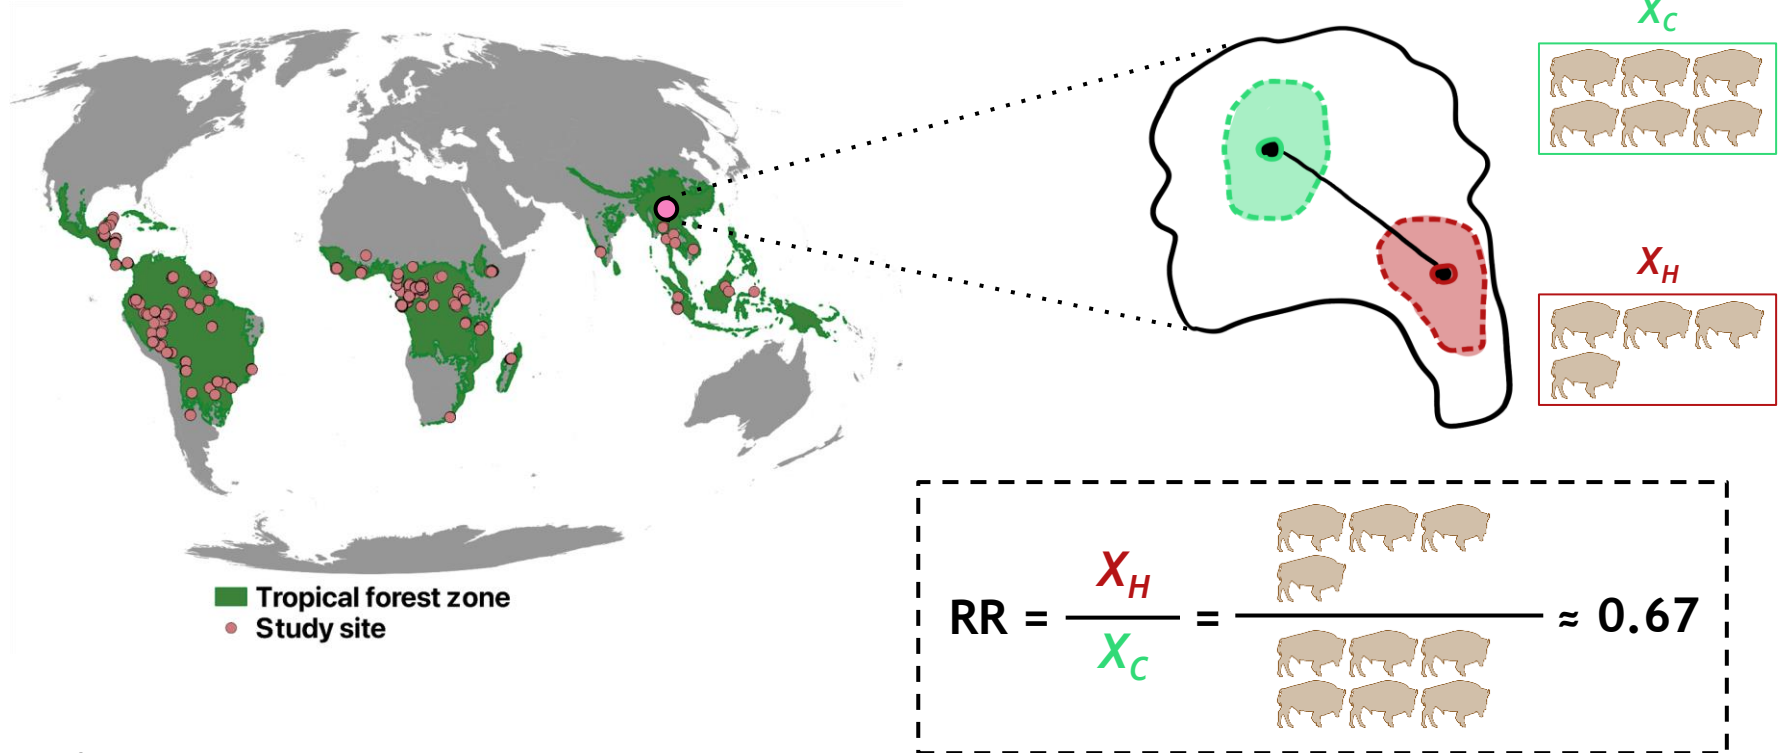 X_C
X_H
Tropical forest zone
Study site
RR = X_H / X_C = ≈ 0.67